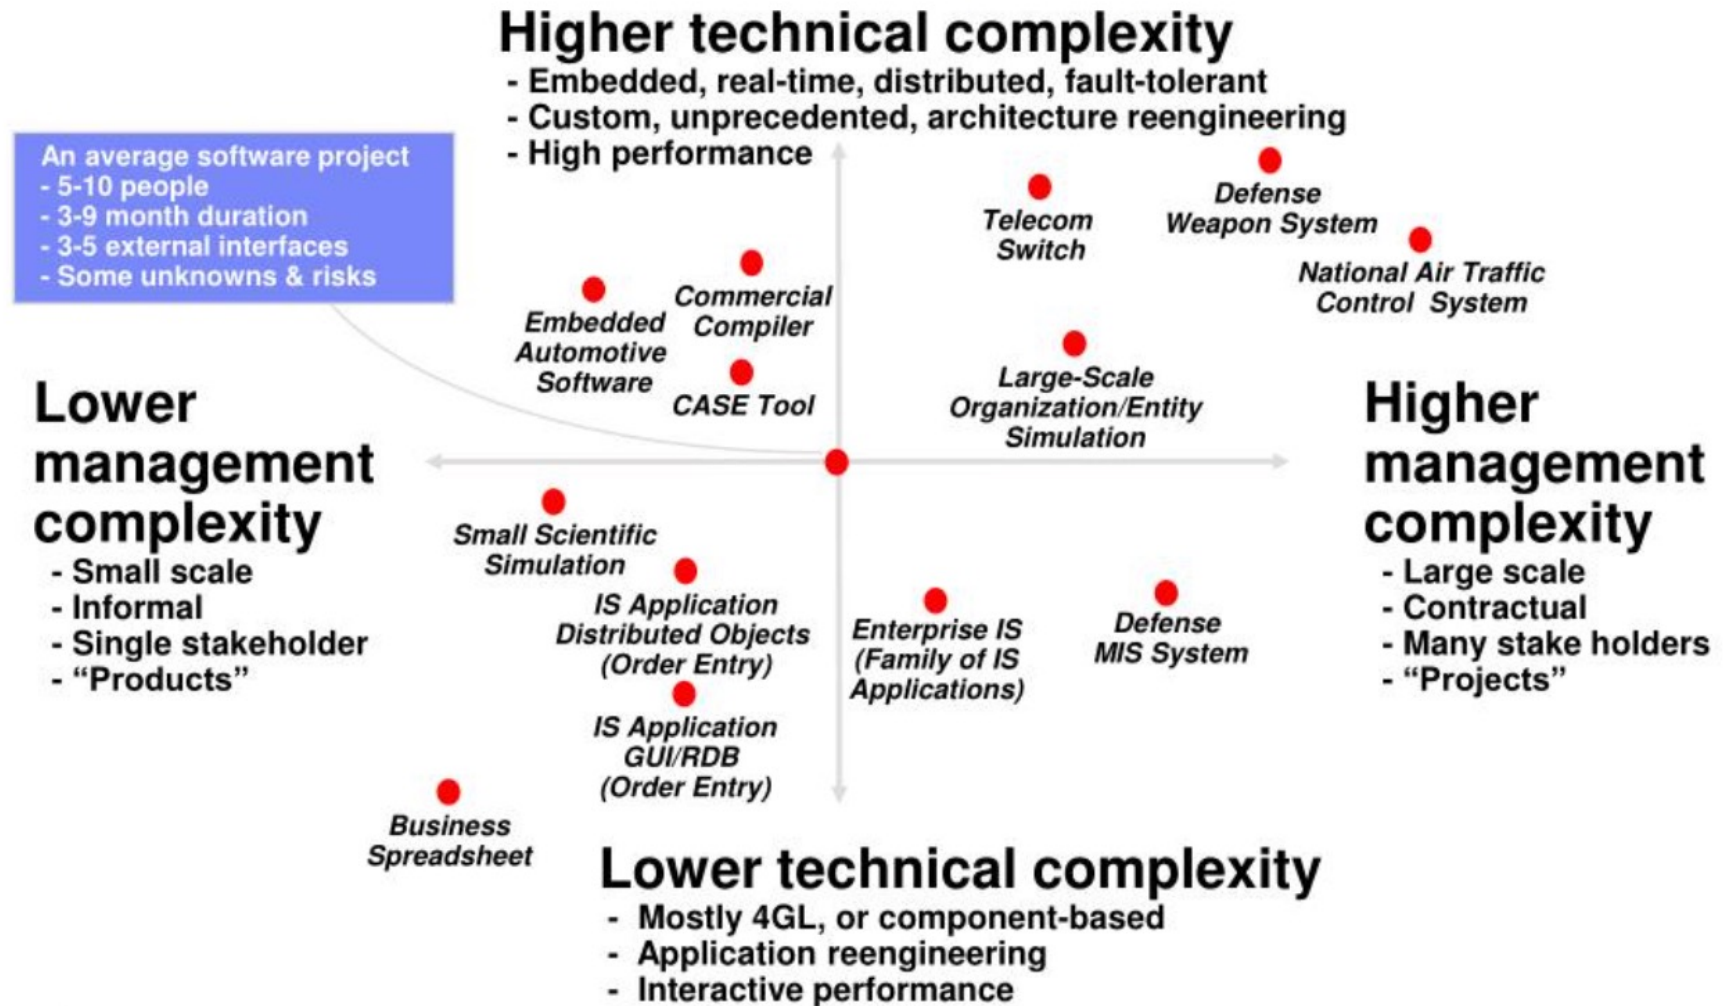 Higher technical complexity
- Embedded, real-time, distributed, fault-tolerant
- Custom, unprecedented, architecture reengineering
- High performance
An average software project
- 5-10 people
- 3-9 month duration
- 3-5 external interfaces
- Some unknowns & risks
Telecom
Switch
Defense
Weapon System
National Air Traffic
Control System
Commercial
Compiler
Embedded
Automotive
Software
CASE Tool
Large-Scale
Organization/Entity
Simulation
Lower
management
complexity
- Small scale
- Informal
- Single stakeholder
- “Products”
Higher
management
complexity
- Large scale
- Contractual
- Many stake holders
- “Projects”
Small Scientific
Simulation
IS Application
Distributed Objects
(Order Entry)
Enterprise IS
(Family of IS
Applications)
Defense
MIS System
IS Application
GUI/RDB
(Order Entry)
Business
Spreadsheet
Lower technical complexity
- Mostly 4GL, or component-based
- Application reengineering
- Interactive performance